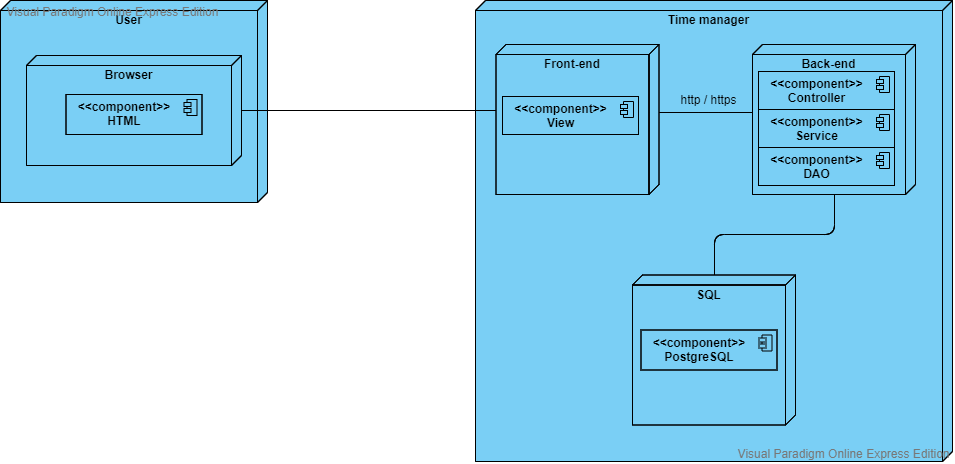 Visual Paradigm Online Express Edition
User
Browser
<<component>>
HTML
Time manager
Front-end
<<component>>
View
http / https
Back-end
<<component>>
Controller
<<component>>
Service
<<component>>
DAO
SQL
<<component>>
PostgreSQL
Visual Paradigm Online Express Edition